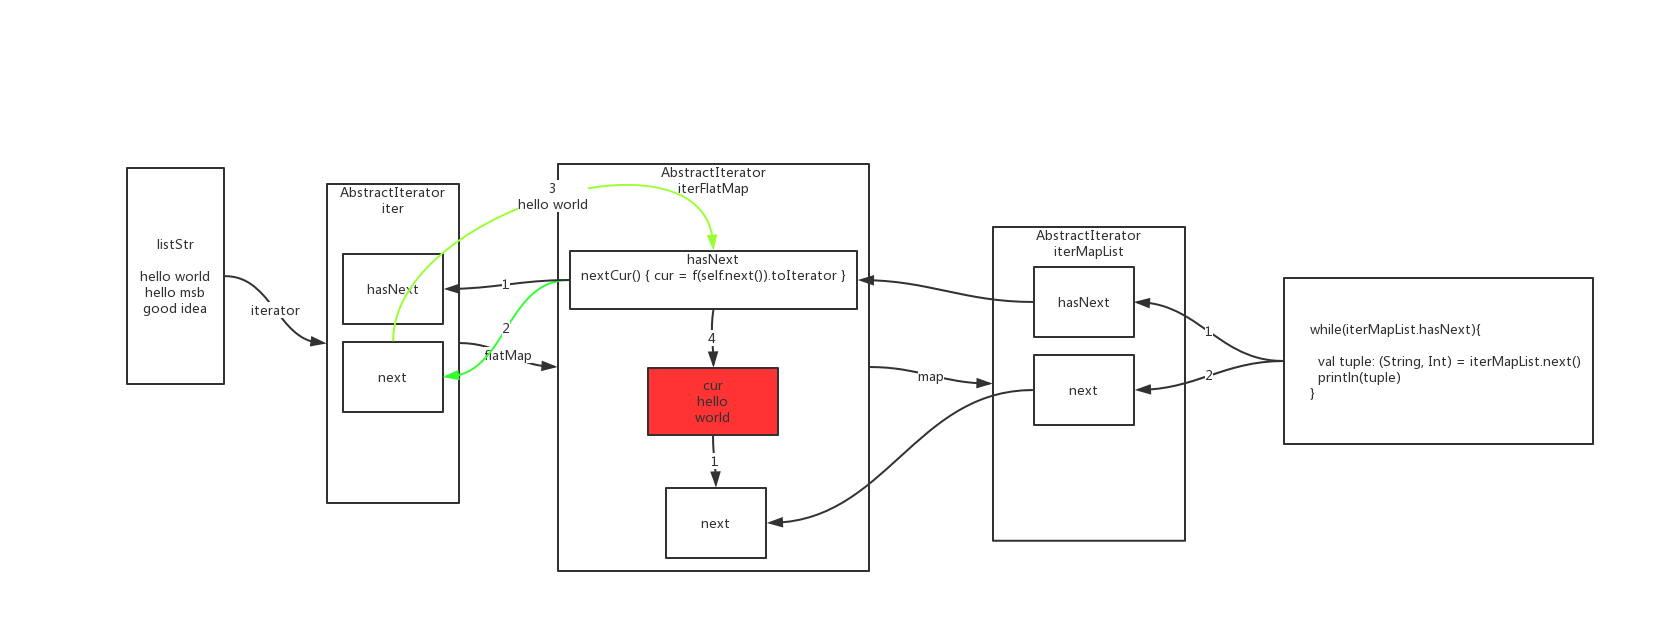 listStr
hello world
hello msb
good idea
iterator
AbstractIterator
iter
hasNext
next
3
hello world
1
2
flatMap
AbstractIterator
iterFlatMap
hasNext
nextCur() { cur = f(self.next()).toIterator }
4
cur
hello
world
1
next
map
AbstractIterator
iterMapList
hasNext
next
1
2
while(iterMapList.hasNext){
val tuple: (String, Int) = iterMapList.next()
println(tuple)
}